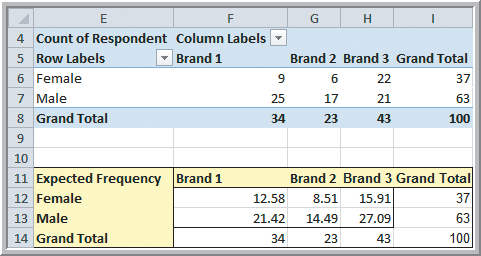 E F G H I
4 Count of Respondent Column Labels
5 Row Labels Brand 1 Brand 2 Brand 3 Grand Total
6 Female 9 6 22 37
7 Male 25 17 21 63
8 Grand Total 34 23 43 100
9
10
11 Expected Frequency Brand 1 Brand 2 Brand 3 Grand Total
12 Female 12.58 8.51 15.91 37
13 Male 21.42 14.49 27.09 63
14 Grand Total 34 23 43 100